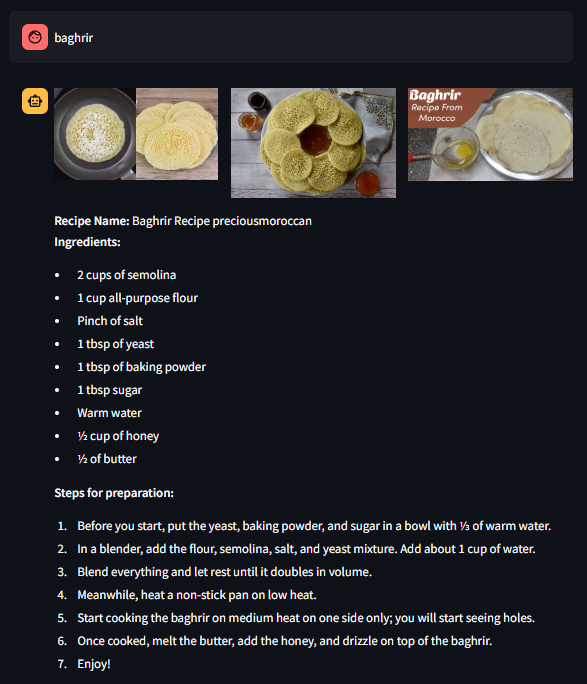 baghrir
Baghrir
Recipe From
Morocco
Recipe Name: Baghrir Recipe preciousmoroccan
Ingredients:
• 2 cups of semolina
• 1 cup all-purpose flour
• Pinch of salt
• 1 tbsp of yeast
• 1 tbsp of baking powder
• 1 tbsp sugar
• Warm water
• ½ cup of honey
• ½ of butter
Steps for preparation:
1. Before you start, put the yeast, baking powder, and sugar in a bowl with ⅓ of warm water.
2. In a blender, add the flour, semolina, salt, and yeast mixture. Add about 1 cup of water.
3. Blend everything and let rest until it doubles in volume.
4. Meanwhile, heat a non-stick pan on low heat.
5. Start cooking the baghrir on medium heat on one side only; you will start seeing holes.
6. Once cooked, melt the butter, add the honey, and drizzle on top of the baghrir.
7. Enjoy!